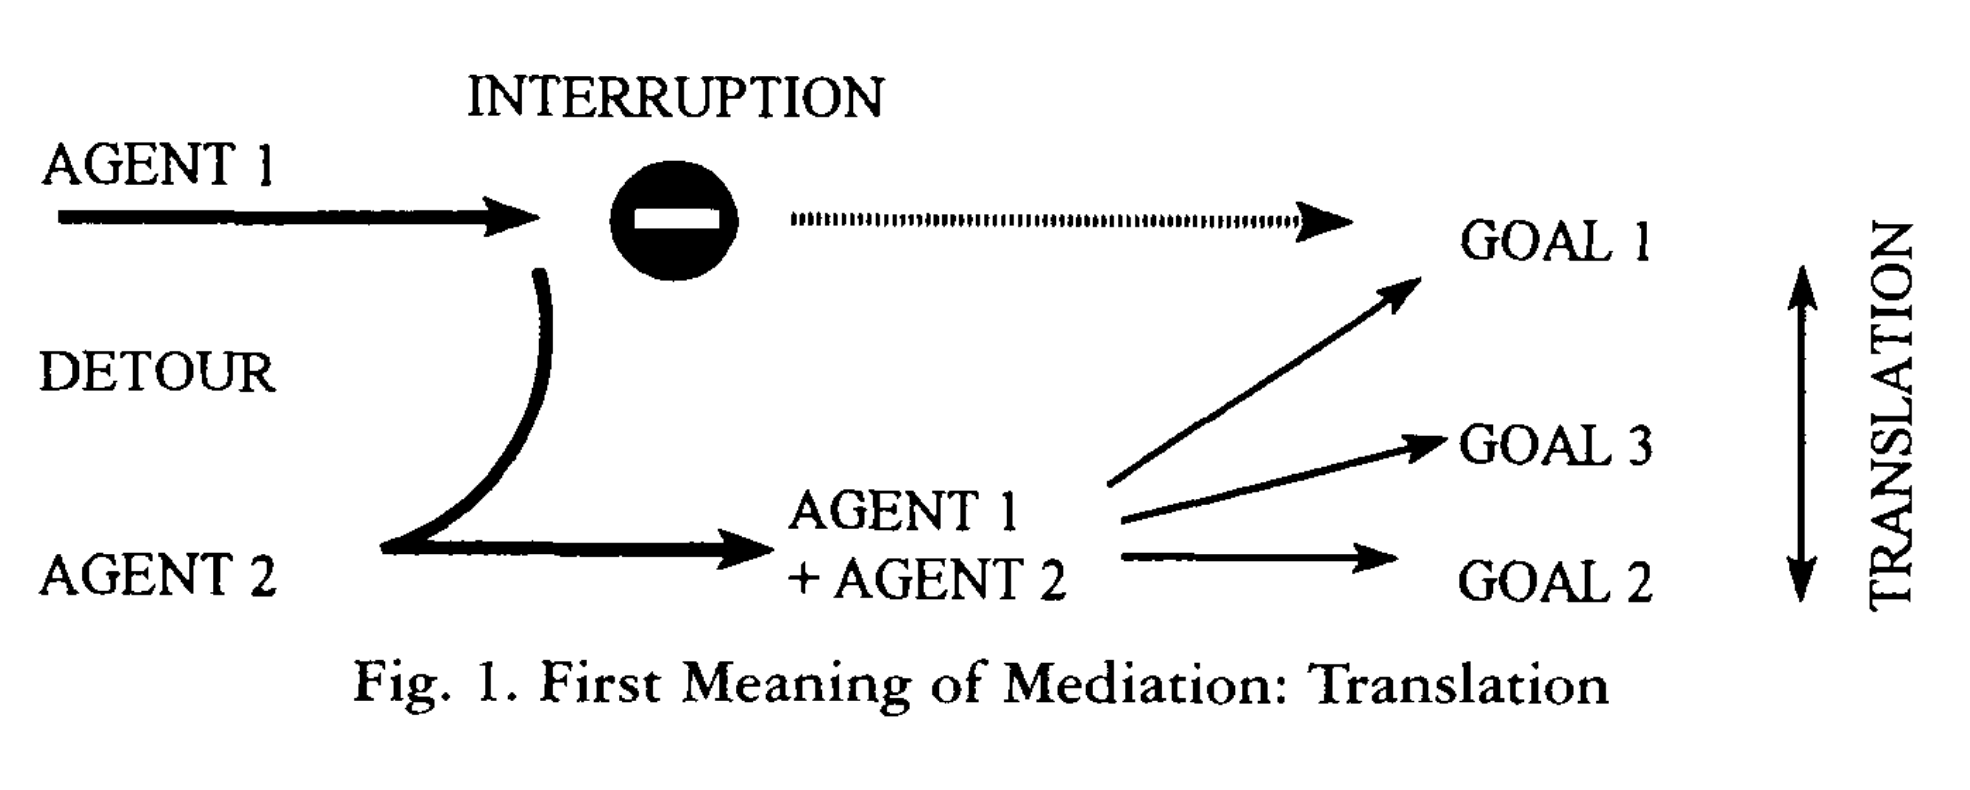 INTERRUPTION
AGENT 1
GOAL 1
DETOUR
GOAL 3
AGENT 1
+ AGENT 2
AGENT 2
GOAL 2
TRANSLATION
Fig. 1. First Meaning of Mediation: Translation